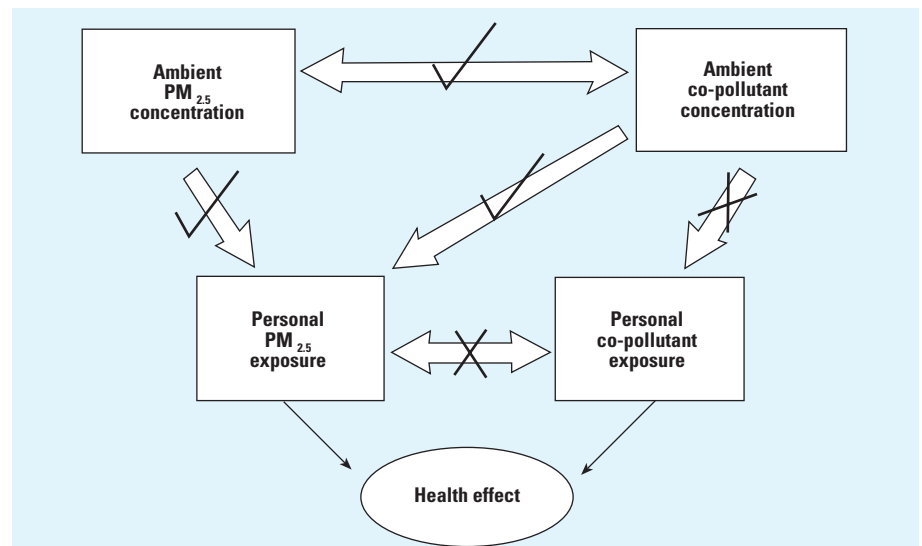 Ambient
PM 2.5
concentration
Ambient
co-pollutant
concentration
Personal
PM 2.5
exposure
Personal
co-pollutant
exposure
Health effect